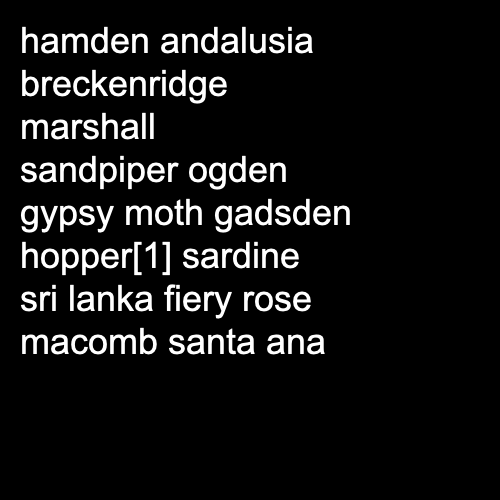 hamden andalusia
breckenridge
marshall
sandpiper ogden
gypsy moth gadsden
hopper[1] sardine
sri lanka fiery rose
macomb santa ana